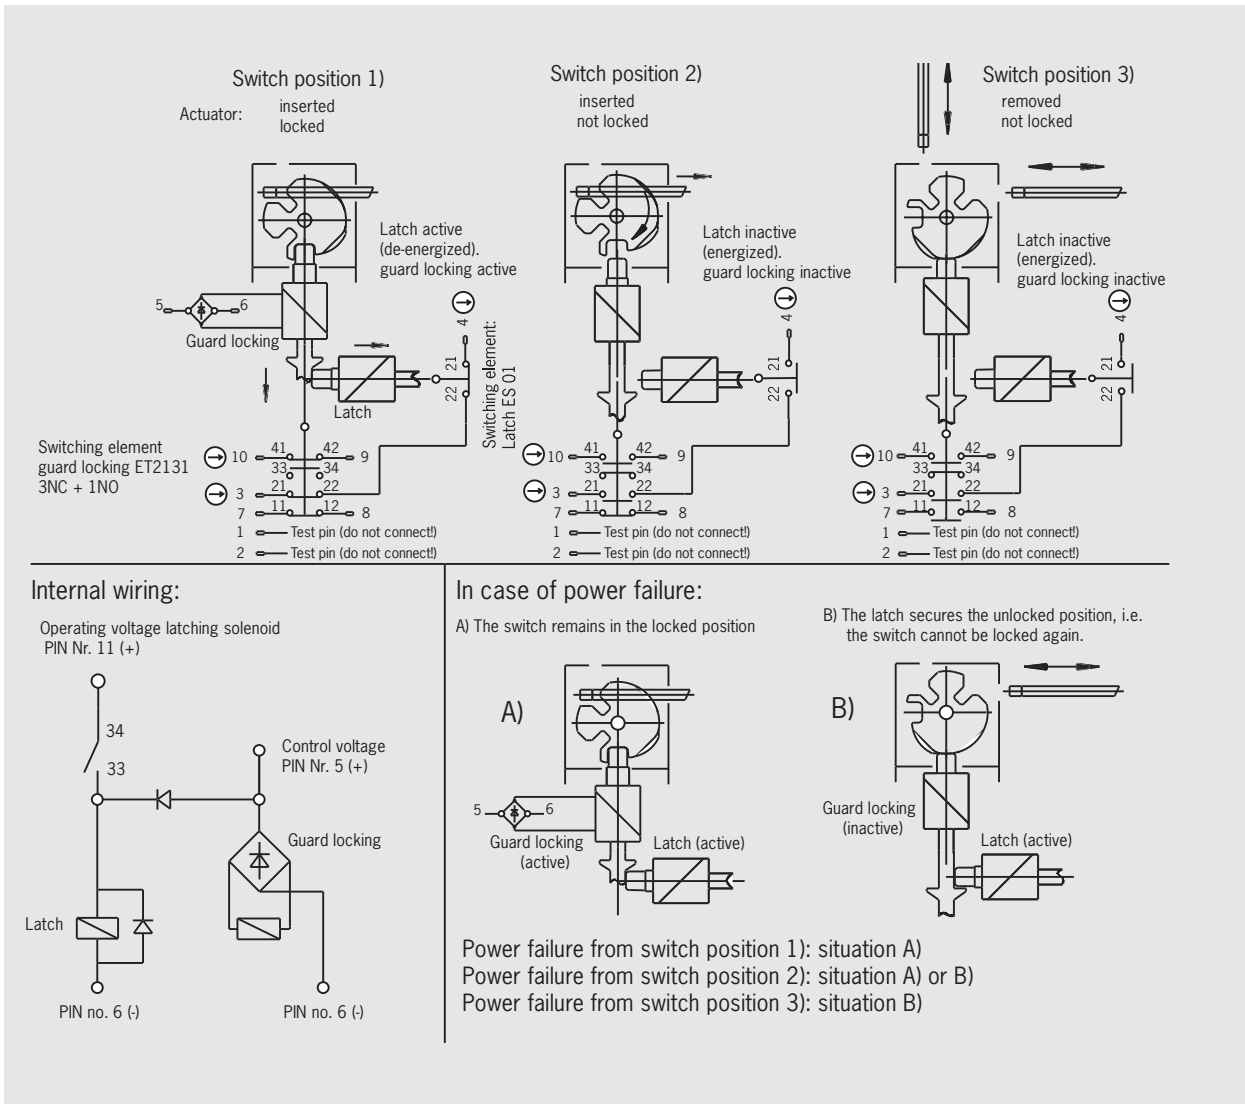 Switch position 1)
Actuator:
inserted
locked
Switch position 2)
inserted
not locked
Switch position 3)
removed
not locked
Latch active
(de-energized).
guard locking active
5
6
Guard locking
Latch
4
21
22
Switching element:
Latch ES 01
Latch inactive
(energized).
guard locking inactive
4
21
22
Latch inactive
(energized).
guard locking inactive
4
21
22
Switching element
guard locking ET2131
3NC + 1NO
10 41 42 9
33 34
3 21 22
7 11 12 8
1 Test pin (do not connect!)
2 Test pin (do not connect!)
10 41 42 9
33 34
3 21 22
7 11 12 8
1 Test pin (do not connect!)
2 Test pin (do not connect!)
10 41 42 9
33 34
3 21 22
7 11 12 8
1 Test pin (do not connect!)
2 Test pin (do not connect!)
Internal wiring:
Operating voltage latching solenoid
PIN Nr. 11 (+)
34
33
Control voltage
PIN Nr. 5 (+)
Guard locking
Latch
PIN no. 6 (-)
PIN no. 6 (-)
In case of power failure:
A) The switch remains in the locked position
B) The latch secures the unlocked position, i.e.
the switch cannot be locked again.
A)
5
6
Guard locking
(active)
Latch (active)
B)
Guard locking
(inactive)
Latch (active)
Power failure from switch position 1): situation A)
Power failure from switch position 2): situation A) or B)
Power failure from switch position 3): situation B)